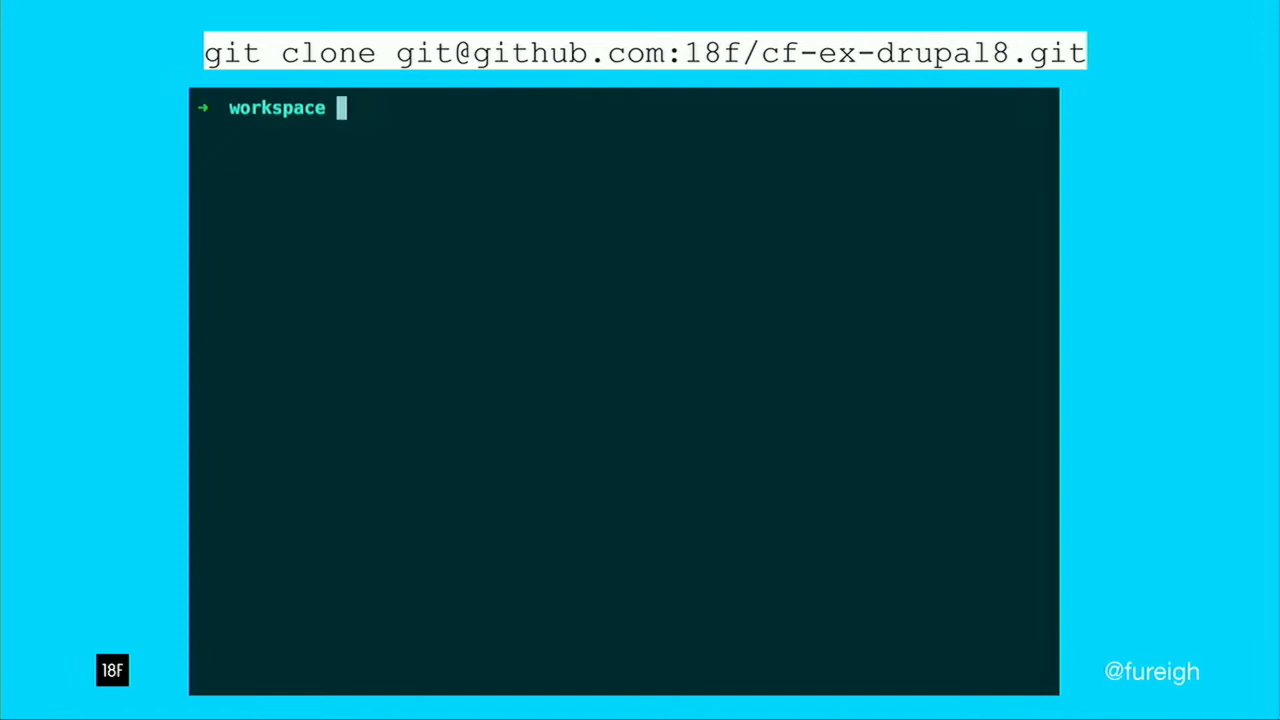 git clone git@github.com:18f/cf-ex-drupal8.git
➜ workspace
18F
@fureigh